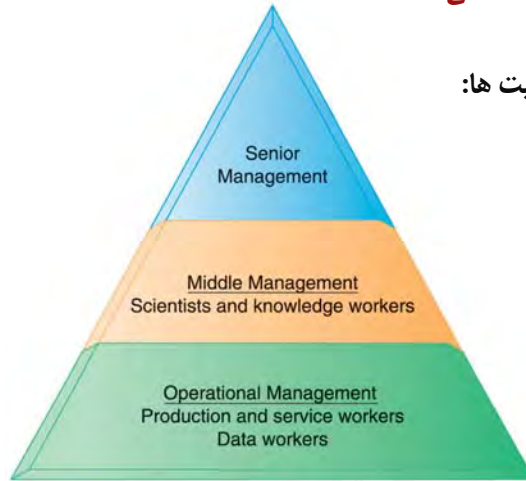 Senior
Management
Middle Management
Scientists and knowledge workers
Operational Management
Production and service workers
Data workers
ها: